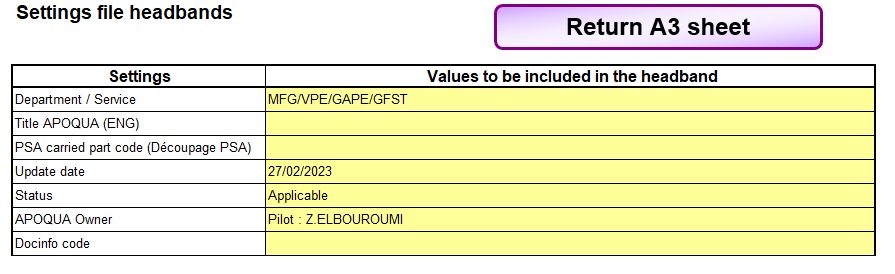 Settings file headbands
Return A3 sheet
Settings Values to be included in the headband
Department / Service MFG/VPE/GAPE/GFST
Title APOQUA (ENG)
PSA carried part code (Découpage PSA)
Update date 27/02/2023
Status Applicable
APOQUA Owner Pilot : Z.ELBOUROUMI
Docinfo code